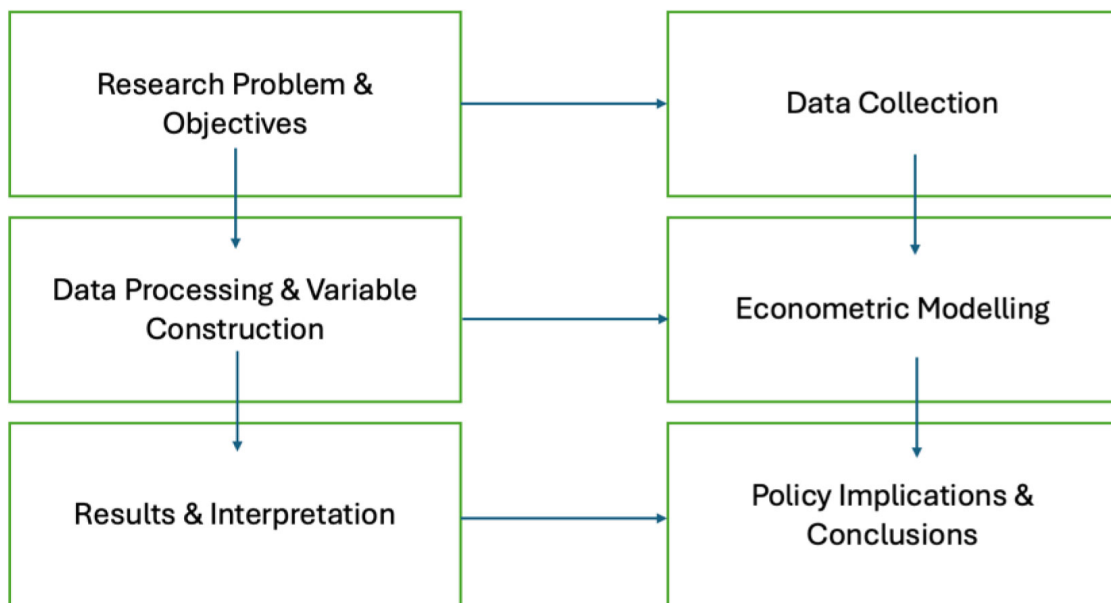 Research Problem &
Objectives
Data Collection
Data Processing & Variable
Construction
Econometric Modelling
Results & Interpretation
Policy Implications &
Conclusions